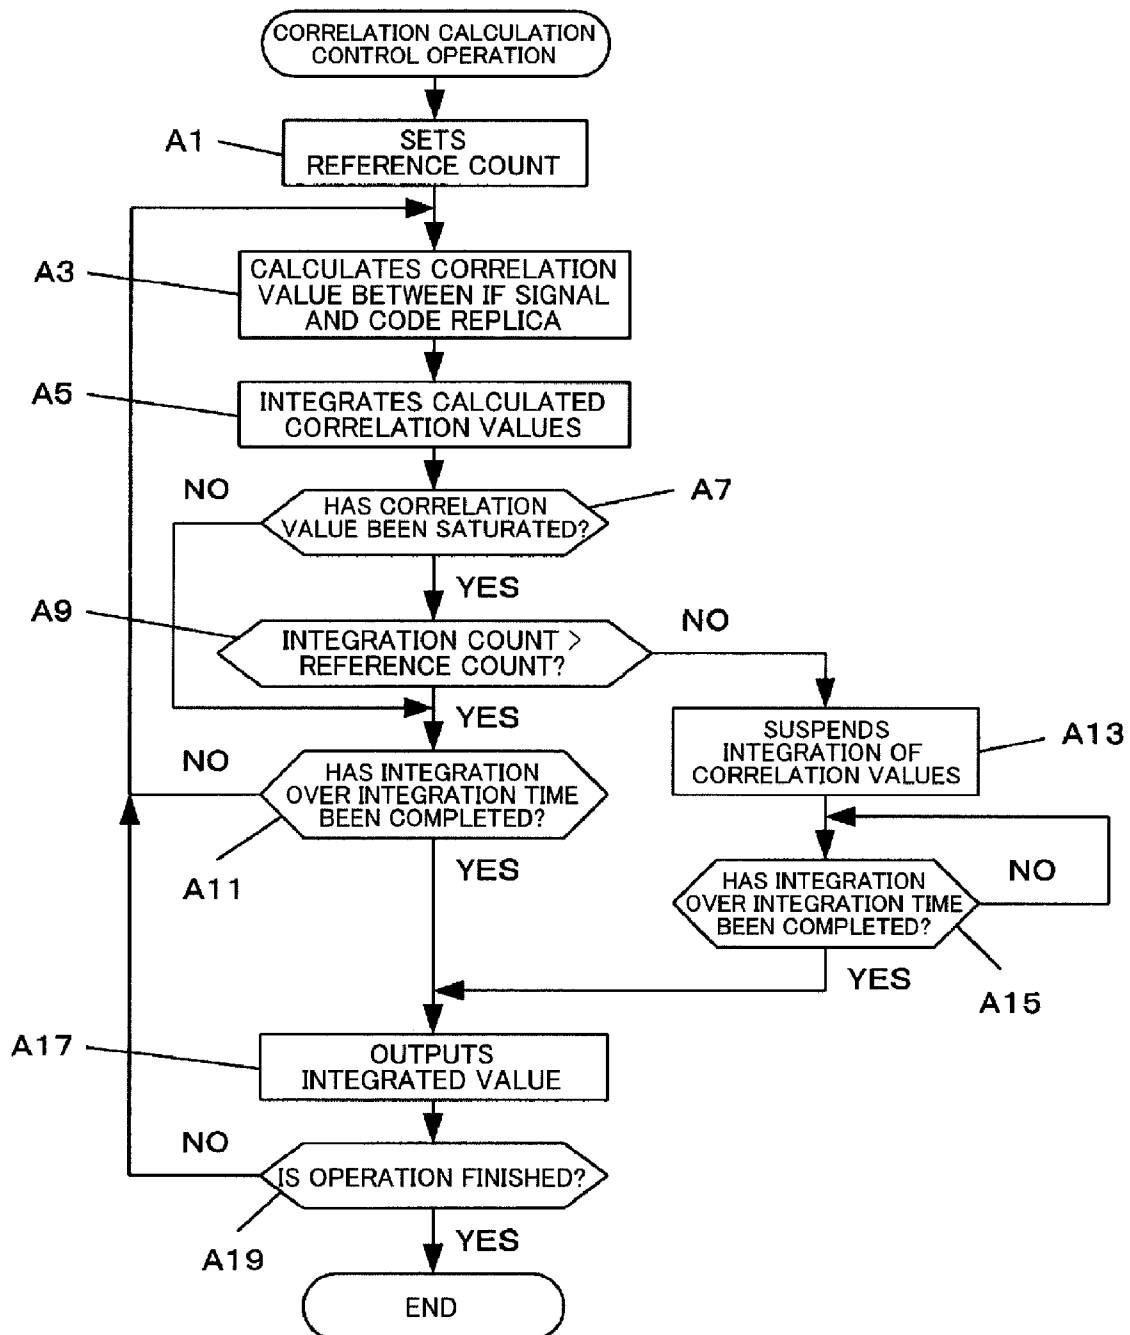 CORRELATION CALCULATION
CONTROL OPERATION
A1
SETS
REFERENCE COUNT
A3
CALCULATES CORRELATION
VALUE BETWEEN IF SIGNAL
AND CODE REPLICA
A5
INTEGRATES CALCULATED
CORRELATION VALUES
NO
HAS CORRELATION
VALUE BEEN SATURATED?
A7
YES
A9
INTEGRATION COUNT >
REFERENCE COUNT?
NO
YES
SUSPENDS
INTEGRATION OF
CORRELATION VALUES
A13
NO
HAS INTEGRATION
OVER INTEGRATION TIME
BEEN COMPLETED?
A11
YES
HAS INTEGRATION
OVER INTEGRATION TIME
BEEN COMPLETED?
NO
YES
A15
A17
OUTPUTS
INTEGRATED VALUE
NO
IS OPERATION FINISHED?
A19
YES
END